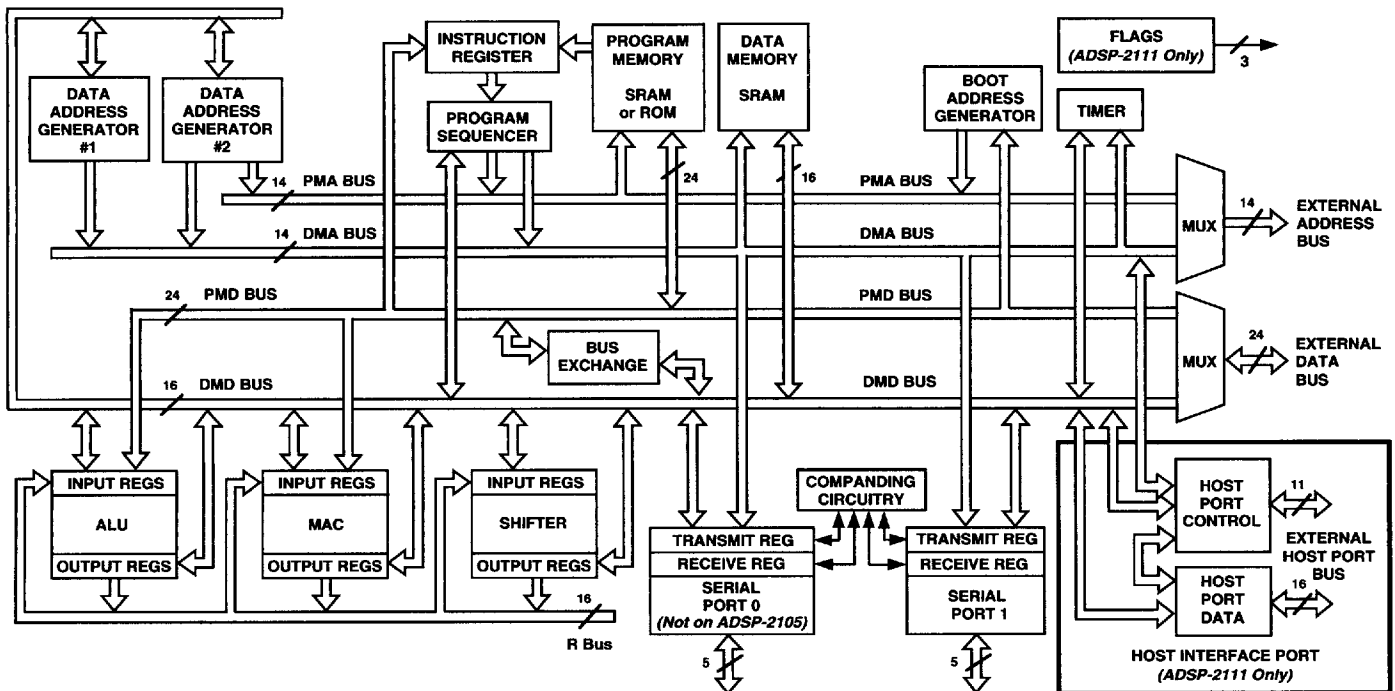 INSTRUCTION
REGISTER
PROGRAM
MEMORY
SRAM
or ROM
DATA
MEMORY
SRAM
FLAGS
(ADSP-2111 Only)
3
DATA
ADDRESS
GENERATOR
#1
DATA
ADDRESS
GENERATOR
#2
PROGRAM
SEQUENCER
BOOT
ADDRESS
GENERATOR
TIMER
24
16
14
PMA BUS
PMA BUS
14
DMA BUS
DMA BUS
MUX
14
EXTERNAL
ADDRESS
BUS
24
PMD BUS
PMD BUS
BUS
EXCHANGE
MUX
24
EXTERNAL
DATA
BUS
16
DMD BUS
DMD BUS
INPUT REGS
ALU
OUTPUT REGS
INPUT REGS
MAC
OUTPUT REGS
INPUT REGS
SHIFTER
OUTPUT REGS
16
R Bus
COMPANDING
CIRCUITRY
TRANSMIT REG
RECEIVE REG
SERIAL
PORT 0
(Not on ADSP-2105)
5
TRANSMIT REG
RECEIVE REG
SERIAL
PORT 1
5
HOST
PORT
CONTROL
11
EXTERNAL
HOST PORT
BUS
HOST
PORT
DATA
16
HOST INTERFACE PORT
(ADSP-2111 Only)